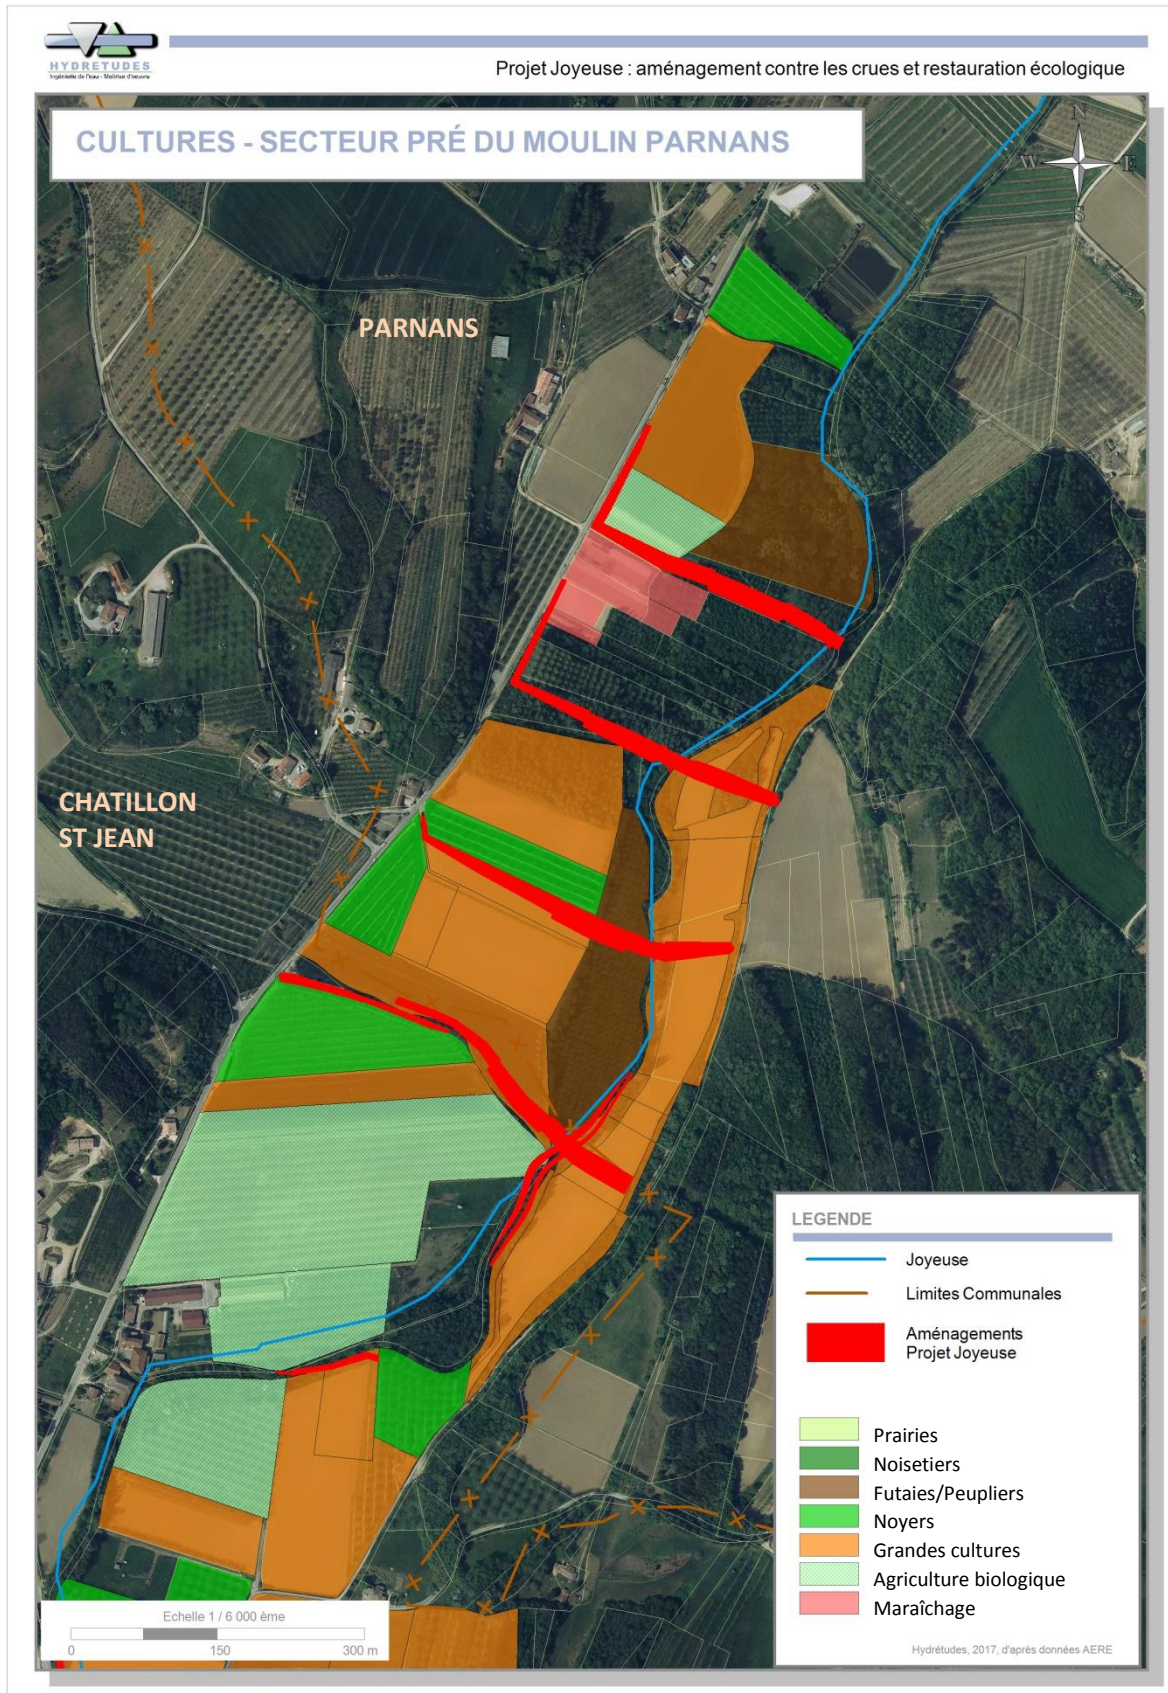 HYDRETUDES
Ingénierie de l'eau - Maîtrise d'oeuvre
Projet Joyeuse : aménagement contre les crues et restauration écologique
CULTURES - SECTEUR PRÉ DU MOULIN PARNANS
N
W E
S
PARNANS
CHATILLON
ST JEAN
LEGENDE
Joyeuse
Limites Communales
Aménagements
Projet Joyeuse
Prairies
Noisetiers
Futaies/Peupliers
Noyers
Grandes cultures
Agriculture biologique
Maraîchage
Echelle 1 / 6 000 ème
0 150 300 m
Hydrétudes, 2017, d'après données AERE